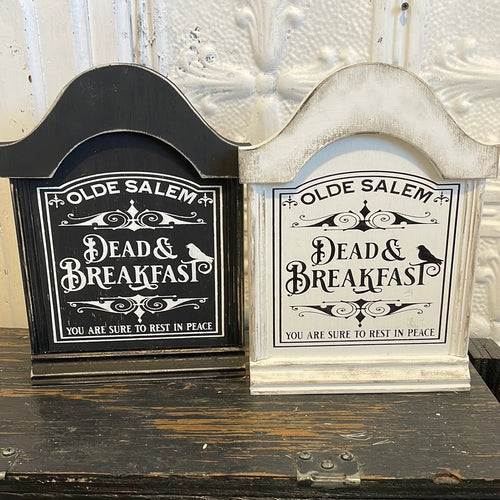 OLDE SALEM
DEAD &
BREAKFAST
YOU ARE SURE TO REST IN PEACE
OLDE SALEM
DEAD &
BREAKFAST
YOU ARE SURE TO REST IN PEACE